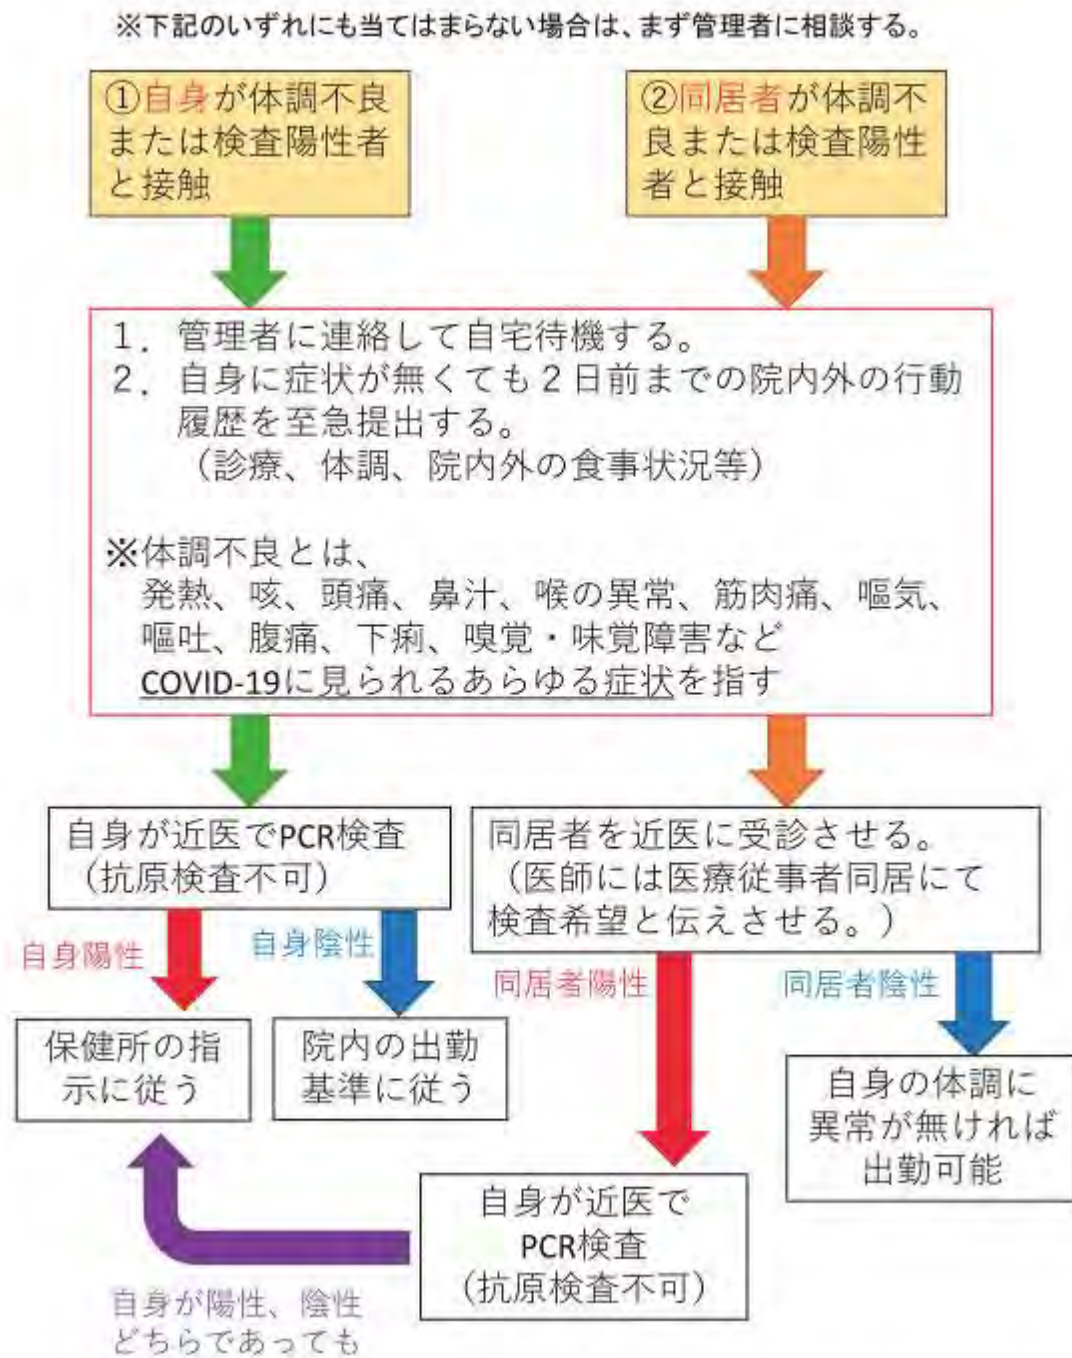 ※下記のいずれにも当てはまらない場合は、まず管理者に相談する。
①自身が体調不良
または検査陽性者
と接触
②同居者が体調不
良または検査陽性
者と接触
1．管理者に連絡して自宅待機する。
2．自身に症状が無くても２日前までの院内外の行動
履歴を至急提出する。
（診療、体調、院内外の食事状況等）
※体調不良とは、
発熱、咳、頭痛、鼻汁、喉の異常、筋肉痛、嘔気、
嘔吐、腹痛、下痢、嗅覚・味覚障害など
COVID-19に見られるあらゆる症状を指す
自身が近医でPCR検査
（抗原検査不可）
同居者を近医に受診させる。
（医師には医療従事者同居にて
検査希望と伝えさせる。）
自身陽性
自身陰性
同居者陽性
同居者陰性
保健所の指
示に従う
院内の出勤
基準に従う
自身の体調に
異常が無ければ
出勤可能
自身が近医で
PCR検査
（抗原検査不可）
自身が陽性、陰性
どちらであっても